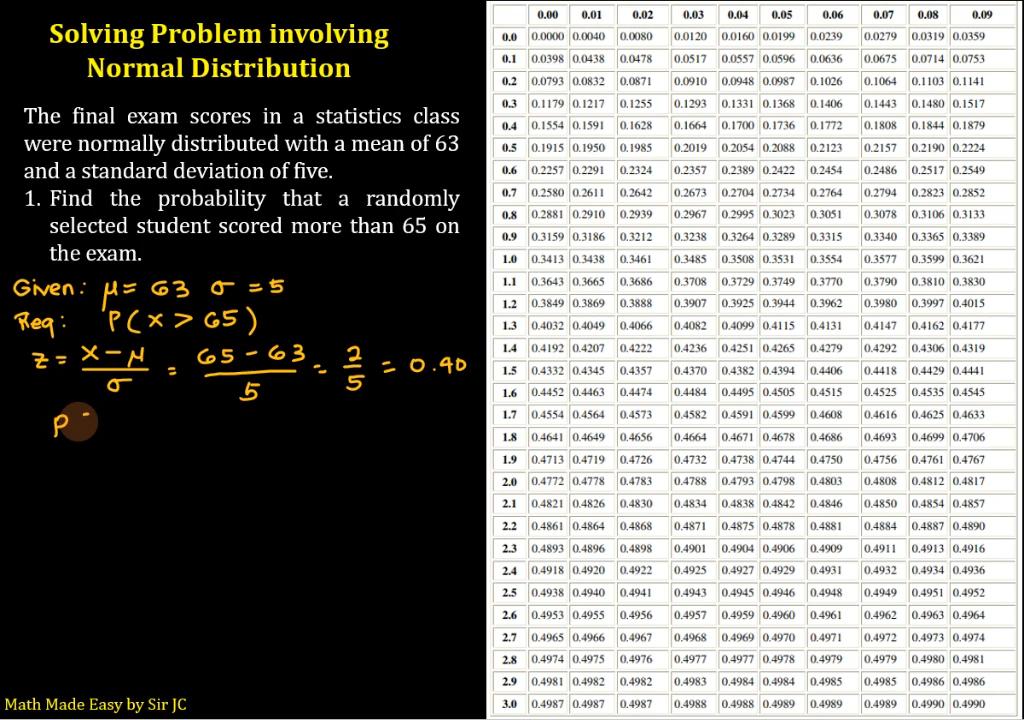 Solving Problem involving
Normal Distribution
The final exam scores in a statistics class
were normally distributed with a mean of 63
and a standard deviation of five.
1. Find the probability that a randomly
selected student scored more than 65 on
the exam.
Given: μ = 63 σ = 5
Req: P(x > 65)
z = x - μ / σ = 65 - 63 / 5 = 2 / 5 = 0.40
P
Math Made Easy by Sir JC
0.00 0.01 0.02 0.03 0.04 0.05 0.06 0.07 0.08 0.09
0.0 0.0000 0.0040 0.0080 0.0120 0.0160 0.0199 0.0239 0.0279 0.0319 0.0359
0.1 0.0398 0.0438 0.0478 0.0517 0.0557 0.0596 0.0636 0.0675 0.0714 0.0753
0.2 0.0793 0.0832 0.0871 0.0910 0.0948 0.0987 0.1026 0.1064 0.1103 0.1141
0.3 0.1179 0.1217 0.1255 0.1293 0.1331 0.1368 0.1406 0.1443 0.1480 0.1517
0.4 0.1554 0.1591 0.1628 0.1664 0.1700 0.1736 0.1772 0.1808 0.1844 0.1879
0.5 0.1915 0.1950 0.1985 0.2019 0.2054 0.2088 0.2123 0.2157 0.2190 0.2224
0.6 0.2257 0.2291 0.2324 0.2357 0.2389 0.2422 0.2454 0.2486 0.2517 0.2549
0.7 0.2580 0.2611 0.2642 0.2673 0.2704 0.2734 0.2764 0.2794 0.2823 0.2852
0.8 0.2881 0.2910 0.2939 0.2967 0.2995 0.3023 0.3051 0.3078 0.3106 0.3133
0.9 0.3159 0.3186 0.3212 0.3238 0.3264 0.3289 0.3315 0.3340 0.3365 0.3389
1.0 0.3413 0.3438 0.3461 0.3485 0.3508 0.3531 0.3554 0.3577 0.3599 0.3621
1.1 0.3643 0.3665 0.3686 0.3708 0.3729 0.3749 0.3770 0.3790 0.3810 0.3830
1.2 0.3849 0.3869 0.3888 0.3907 0.3925 0.3944 0.3962 0.3980 0.3997 0.4015
1.3 0.4032 0.4049 0.4066 0.4082 0.4099 0.4115 0.4131 0.4147 0.4162 0.4177
1.4 0.4192 0.4207 0.4222 0.4236 0.4251 0.4265 0.4279 0.4292 0.4306 0.4319
1.5 0.4332 0.4345 0.4357 0.4370 0.4382 0.4394 0.4406 0.4418 0.4429 0.4441
1.6 0.4452 0.4463 0.4474 0.4484 0.4495 0.4505 0.4515 0.4525 0.4535 0.4545
1.7 0.4554 0.4564 0.4573 0.4582 0.4591 0.4599 0.4608 0.4616 0.4625 0.4633
1.8 0.4641 0.4649 0.4656 0.4664 0.4671 0.4678 0.4686 0.4693 0.4699 0.4706
1.9 0.4713 0.4719 0.4726 0.4732 0.4738 0.4744 0.4750 0.4756 0.4761 0.4767
2.0 0.4772 0.4778 0.4783 0.4788 0.4793 0.4798 0.4803 0.4808 0.4812 0.4817
2.1 0.4821 0.4826 0.4830 0.4834 0.4838 0.4842 0.4846 0.4850 0.4854 0.4857
2.2 0.4861 0.4864 0.4868 0.4871 0.4875 0.4878 0.4881 0.4884 0.4887 0.4890
2.3 0.4893 0.4896 0.4898 0.4901 0.4904 0.4906 0.4909 0.4911 0.4913 0.4916
2.4 0.4918 0.4920 0.4922 0.4925 0.4927 0.4929 0.4931 0.4932 0.4934 0.4936
2.5 0.4938 0.4940 0.4941 0.4943 0.4945 0.4946 0.4948 0.4949 0.4951 0.4952
2.6 0.4953 0.4955 0.4956 0.4957 0.4959 0.4960 0.4961 0.4962 0.4963 0.4964
2.7 0.4965 0.4966 0.4967 0.4968 0.4969 0.4970 0.4971 0.4972 0.4973 0.4974
2.8 0.4974 0.4975 0.4976 0.4977 0.4977 0.4978 0.4979 0.4979 0.4980 0.4981
2.9 0.4981 0.4982 0.4982 0.4983 0.4984 0.4984 0.4985 0.4985 0.4986 0.4986
3.0 0.4987 0.4987 0.4987 0.4988 0.4988 0.4989 0.4989 0.4989 0.4990 0.4990